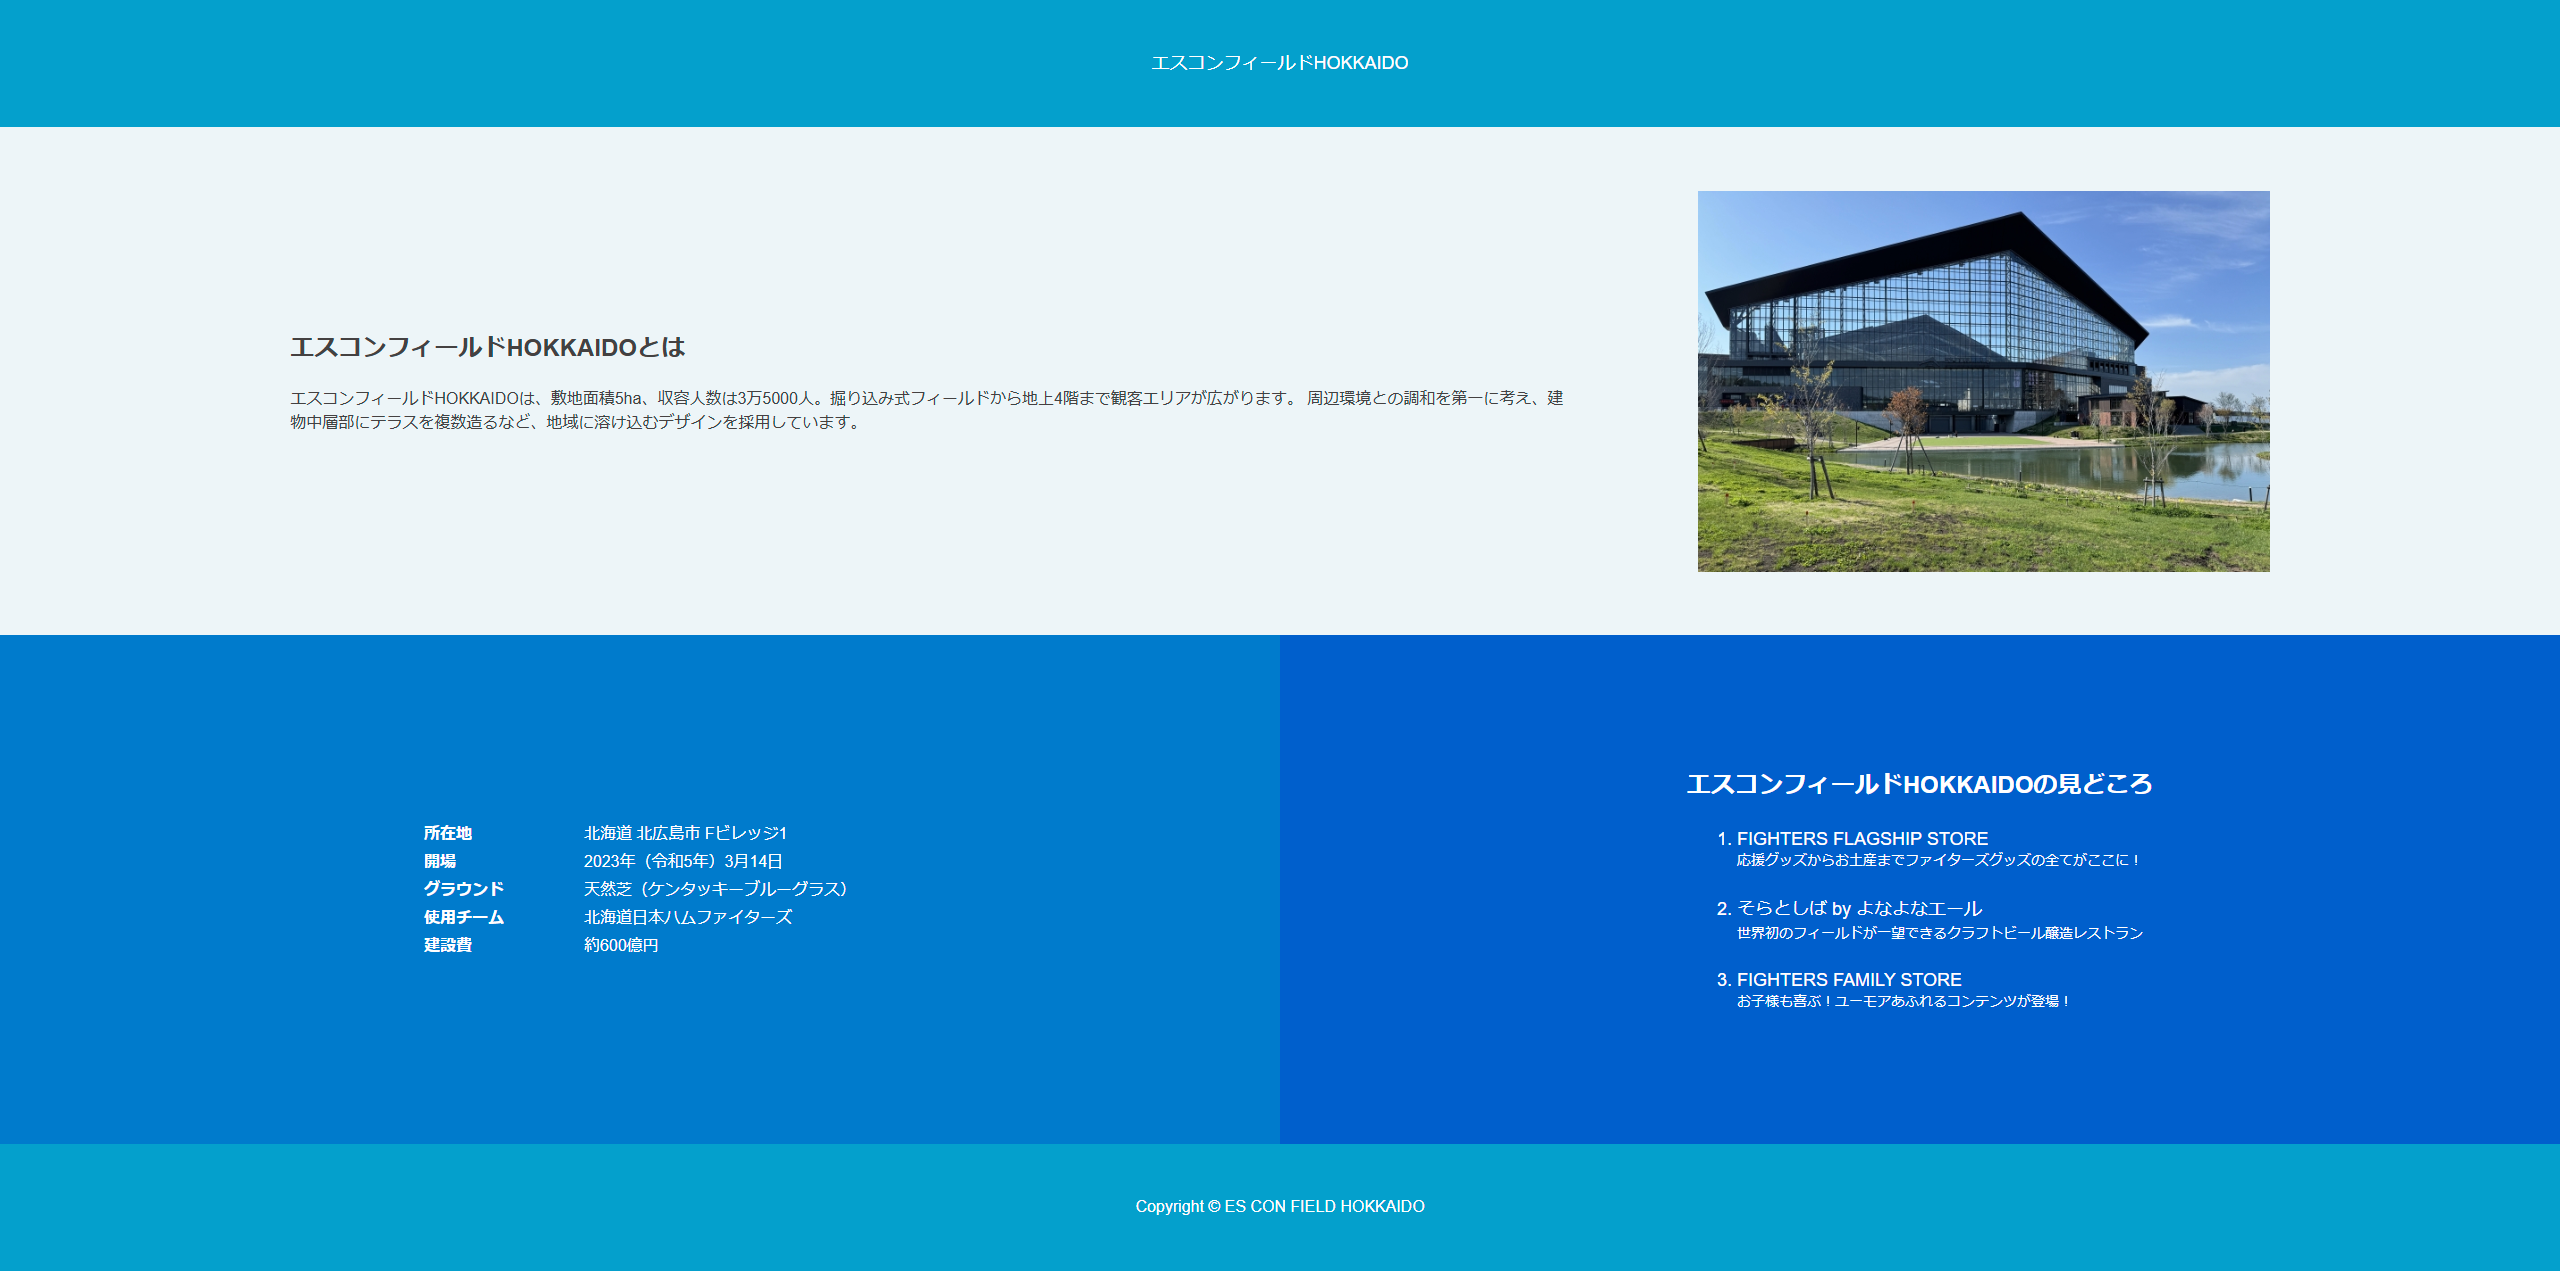 エスコンフィールドHOKKAIDO
エスコンフィールドHOKKAIDOとは
エスコンフィールドHOKKAIDOは、敷地面積5ha、収容人数は3万5000人。掘り込み式フィールドから地上4階まで観客エリアが広がります。 周辺環境との調和を第一に考え、建
物中層部にテラスを複数造るなど、地域に溶け込むデザインを採用しています。
所在地 北海道 北広島市 Fビレッジ1
開場 2023年（令和5年）3月14日
グラウンド 天然芝（ケンタッキーブルーグラス）
使用チーム 北海道日本ハムファイターズ
建設費 約600億円
エスコンフィールドHOKKAIDOの見どころ
1. FIGHTERS FLAGSHIP STORE
応援グッズからお土産までファイターズグッズの全てがここに！
2. そらとしば by よなよなエール
世界初のフィールドが一望できるクラフトビール醸造レストラン
3. FIGHTERS FAMILY STORE
お子様も喜ぶ！ユーモアあふれるコンテンツが登場！
Copyright © ES CON FIELD HOKKAIDO